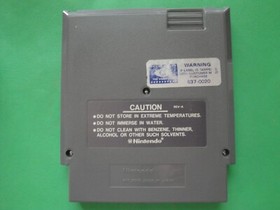 WARNING
CAUTION
REV-A
●DO NOT STORE IN EXTREME TEMPERATURES.
●DO NOT IMMERSE IN WATER.
●DO NOT CLEAN WITH BENZENE, THINNER,
ALCOHOL OR OTHER SUCH SOLVENTS.
Nintendo